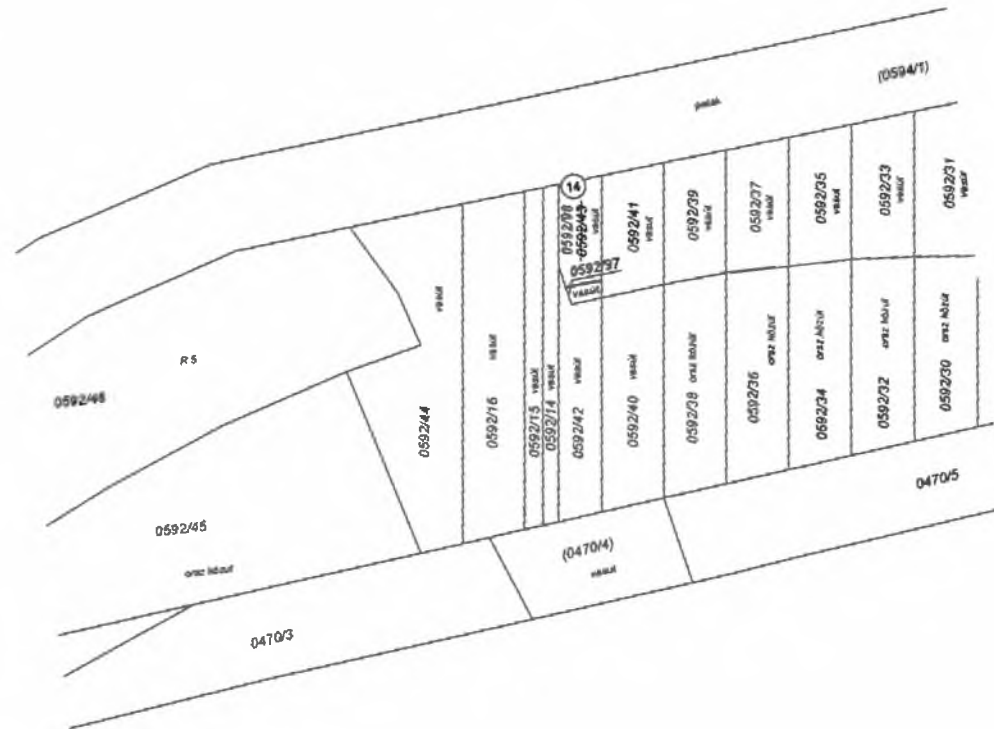 (0594/1)
patak
14
0592/98
0592/43
vasút
0592/97
vasút
0592/41
vasút
0592/39
vasút
0592/37
vasút
0592/35
vasút
0592/33
vasút
0592/31
vasút
R 5
0592/46
0592/45
orsz közút
0592/44
vasút
0592/16
vasút
0592/15
vasút
0592/14
vasút
0592/42
vasút
0592/40
vasút
0592/38
orsz közút
0592/36
orsz közút
0592/34
orsz közút
0592/32
orsz közút
0592/30
orsz közút
0470/3
(0470/4)
vasút
0470/5